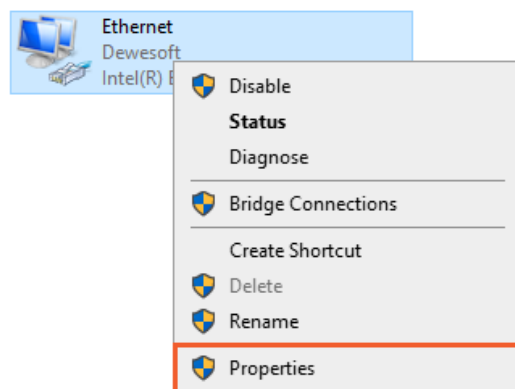 Ethernet
Dewesoft
Intel(R)
Disable
Status
Diagnose
Bridge Connections
Create Shortcut
Delete
Rename
Properties